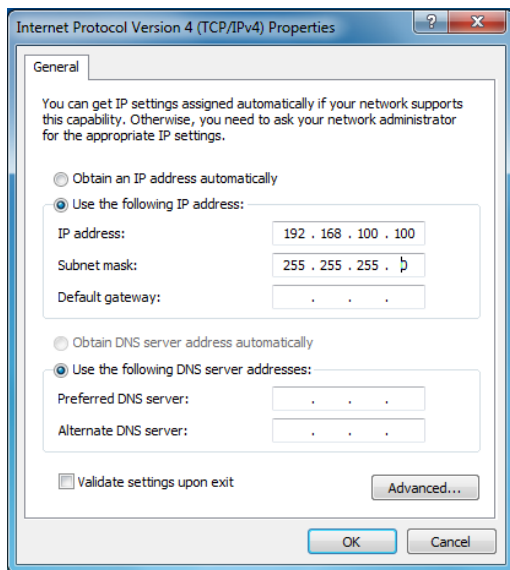 Internet Protocol Version 4 (TCP/IPv4) Properties
?
General
You can get IP settings assigned automatically if your network supports
this capability. Otherwise, you need to ask your network administrator
for the appropriate IP settings.
Obtain an IP address automatically
Use the following IP address:
IP address: 192 . 168 . 100 . 100
Subnet mask: 255 . 255 . 255 . 0
Default gateway: . . .
Obtain DNS server address automatically
Use the following DNS server addresses:
Preferred DNS server: . . .
Alternate DNS server: . . .
Validate settings upon exit
Advanced...
OK Cancel